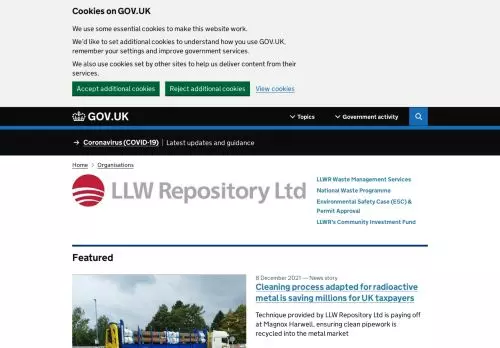 Cookies on GOV.UK
We use some essential cookies to make this website work.
We'd like to set additional cookies to understand how you use GOV.UK,
remember your settings and improve government services.
We also use cookies set by other sites to help us deliver content from their
services.
Accept additional cookies Reject additional cookies View cookies
GOV.UK Topics Government activity
→ Coronavirus (COVID-19) Latest updates and guidance
Home > Organisations
LLW Repository Ltd
LLWR Waste Management Services
National Waste Programme
Environmental Safety Case (ESC) &
Permit Approval
LLWR's Community Investment Fund
Featured
8 December 2021 — News story
Cleaning process adapted for radioactive
metal is saving millions for UK taxpayers
Technique provided by LLW Repository Ltd is paying off
at Magnox Harwell, ensuring clean pipework is
recycled into the metal market